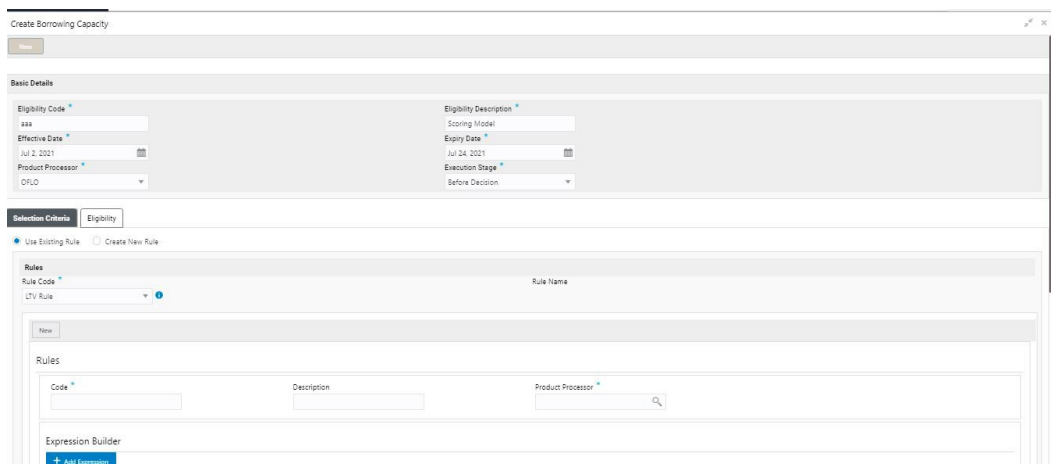 Create Borrowing Capacity
New
Basic Details
Eligibility Code * Eligibility Description *
aaa Scoring Model
Effective Date * Expiry Date *
Jul 2, 2021 Jul 24, 2021
Product Processor * Execution Stage *
OFLO Before Decision
Selection Criteria Eligibility
Use Existing Rule Create New Rule
Rules
Rule Code * Rule Name
LTV Rule
New
Rules
Code * Description Product Processor *
Expression Builder
+ Add Expression